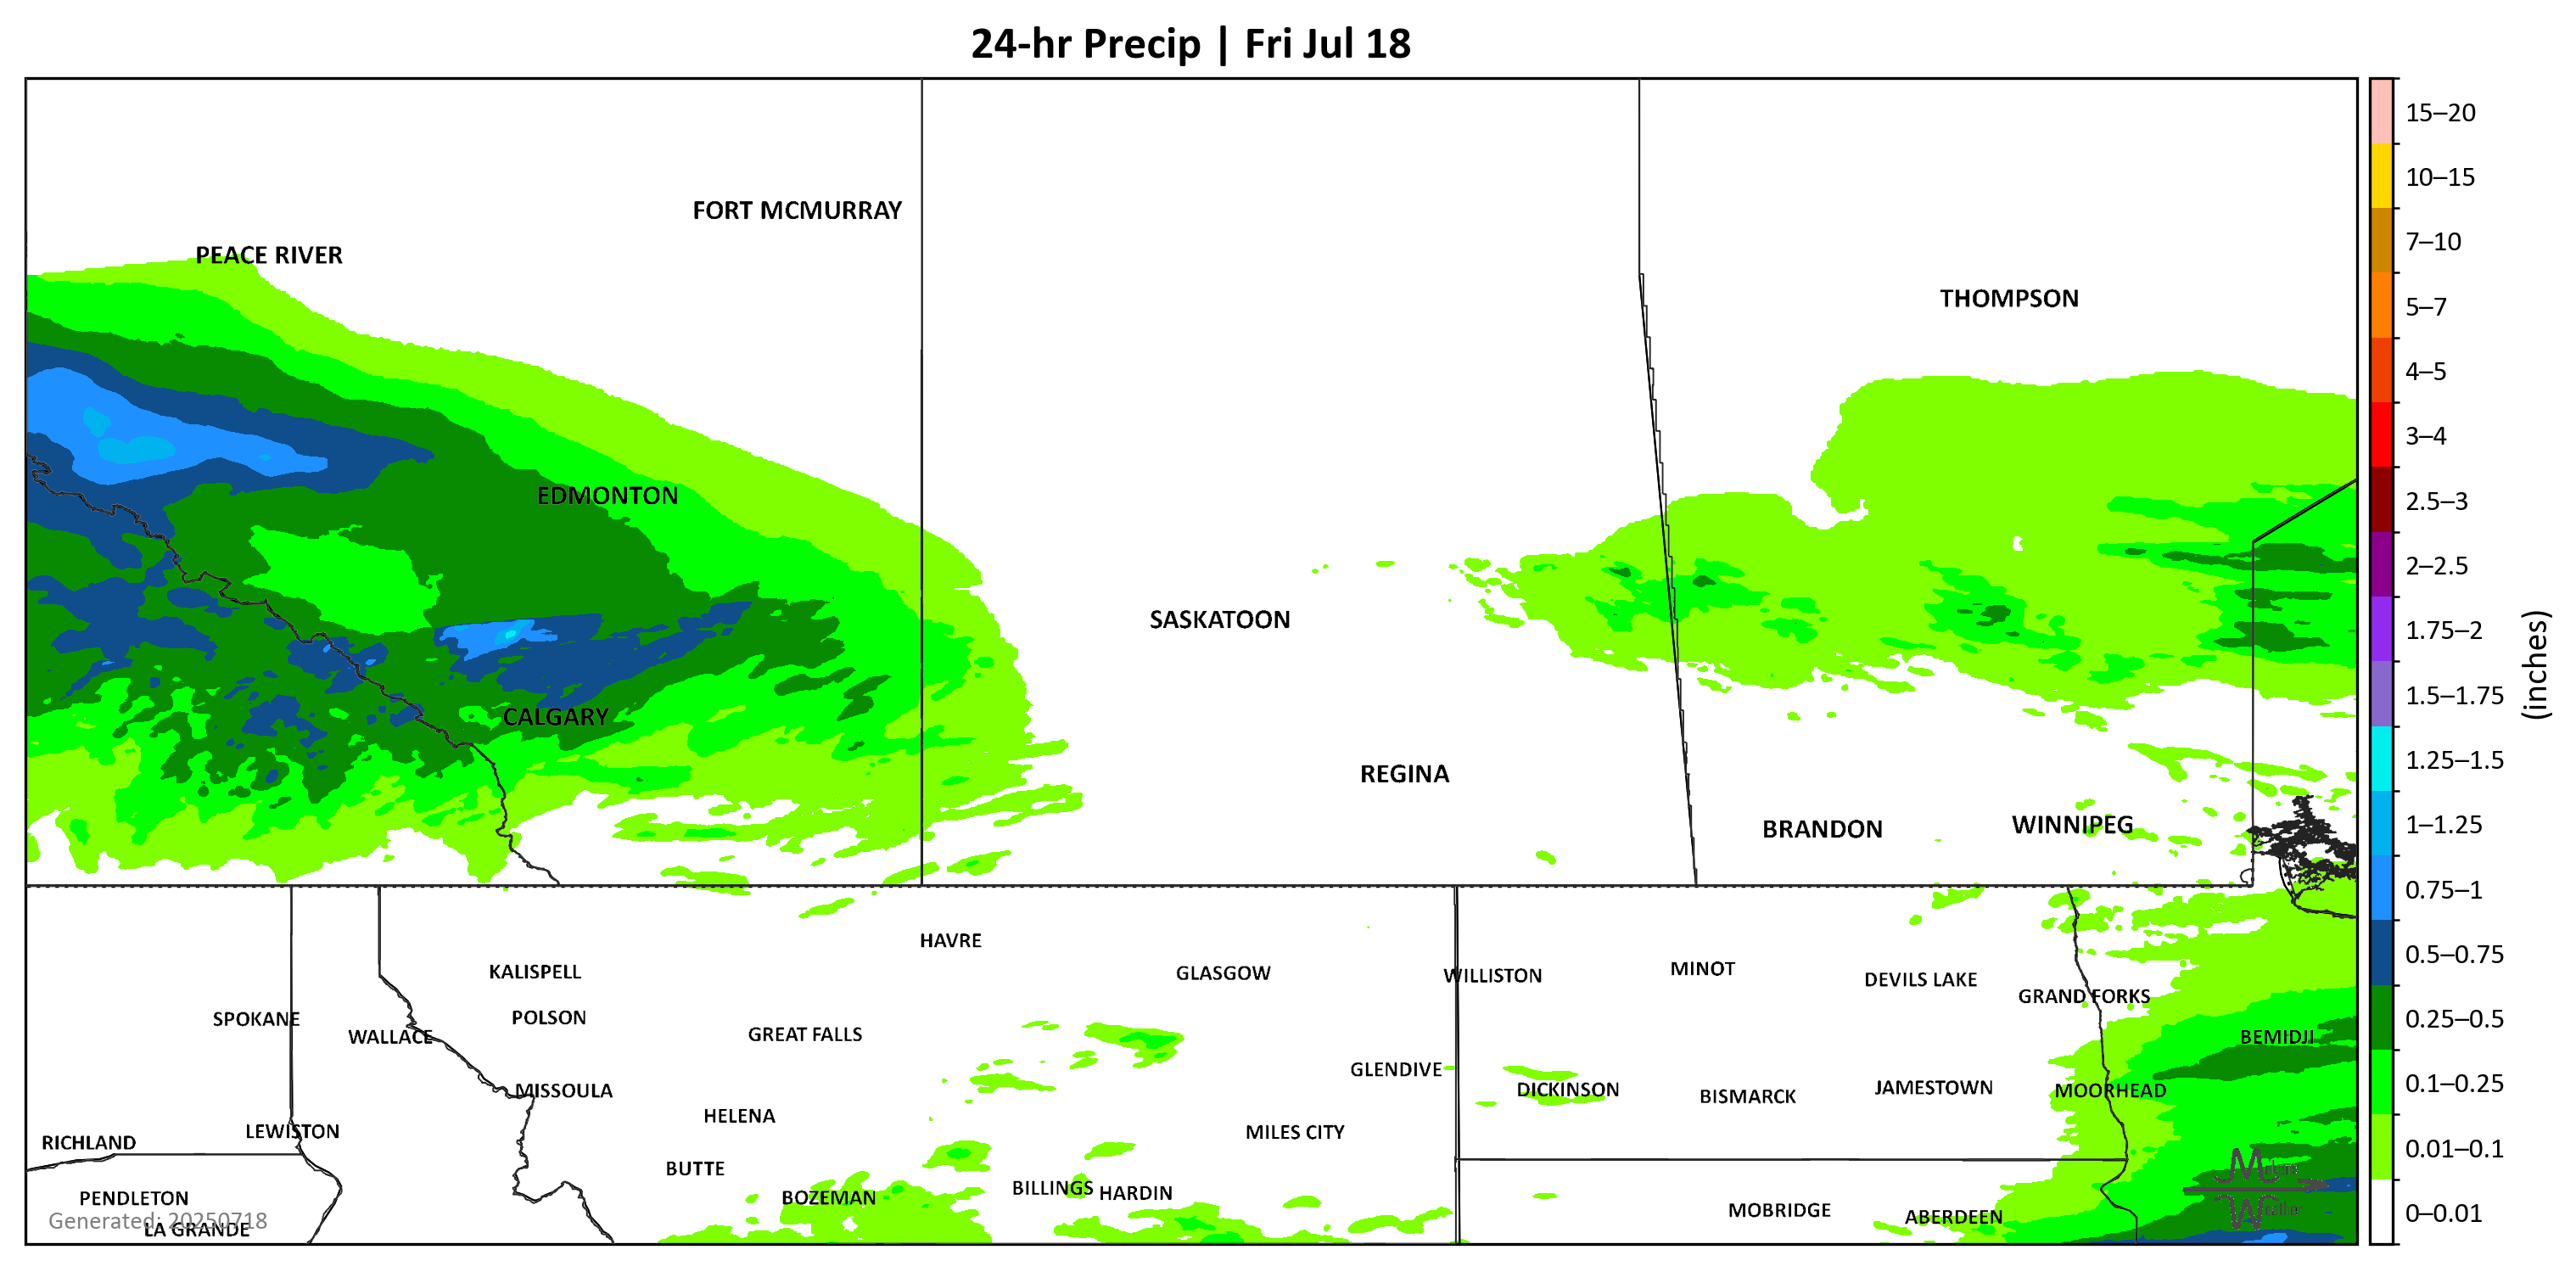 24-hr Precip | Fri Jul 18
FORT MCMURRAY
PEACE RIVER
THOMPSON
EDMONTON
SASKATOON
CALGARY
REGINA
BRANDON
WINNIPEG
HAVRE
KALISPELL
GLASGOW
WILLISTON
MINOT
DEVILS LAKE
GRAND FORKS
SPOKANE
POLSON
WALLACE
GREAT FALLS
BEMIDJI
GLENDIVE
MISSOULA
DICKINSON
BISMARCK
JAMESTOWN
MOORHEAD
HELENA
LEWISTON
RICHLAND
MILES CITY
BUTTE
PENDLETON
BOZEMAN
BILLINGS
HARDIN
MOBRIDGE
ABERDEEN
Generated: 20250718
LA GRANDE
15–20
10–15
7–10
5–7
4–5
3–4
2.5–3
2–2.5
1.75–2
1.5–1.75
1.25–1.5
1–1.25
0.75–1
0.5–0.75
0.25–0.5
0.1–0.25
0.01–0.1
0–0.01
(inches)